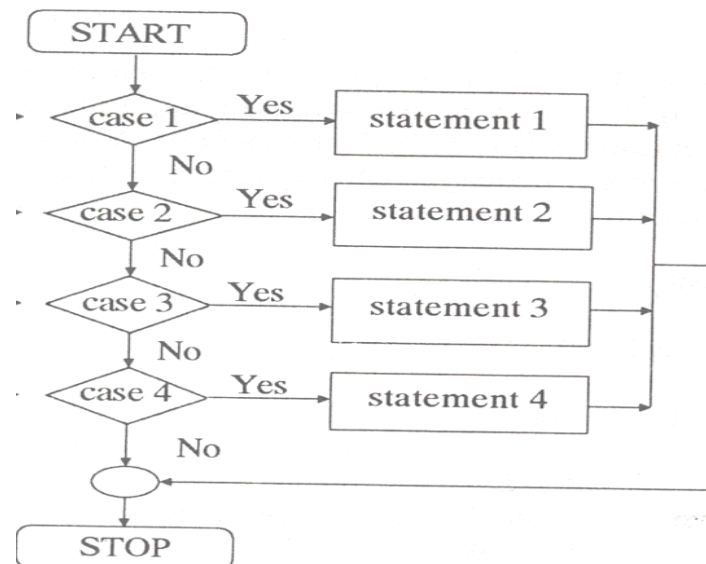 START
case 1
Yes
statement 1
No
case 2
Yes
statement 2
No
case 3
Yes
statement 3
No
case 4
Yes
statement 4
No
STOP